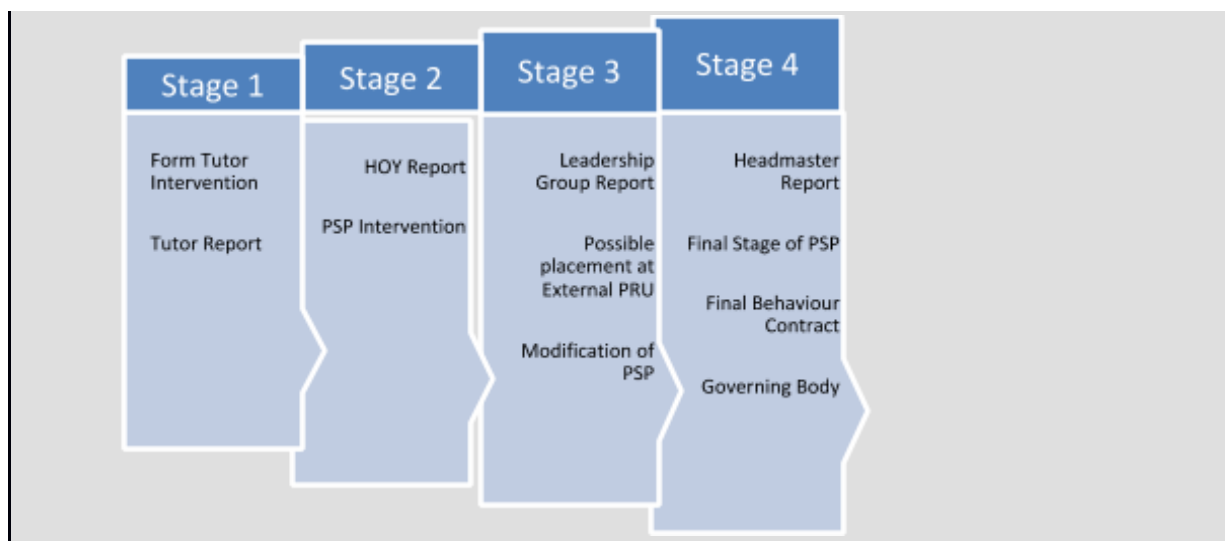 Stage 1
Form Tutor
Intervention
Tutor Report
Stage 2
HOY Report
PSP Intervention
Stage 3
Leadership
Group Report
Possible
placement at
External PRU
Modification of
PSP
Stage 4
Headmaster
Report
Final Stage of PSP
Final Behaviour
Contract
Governing Body